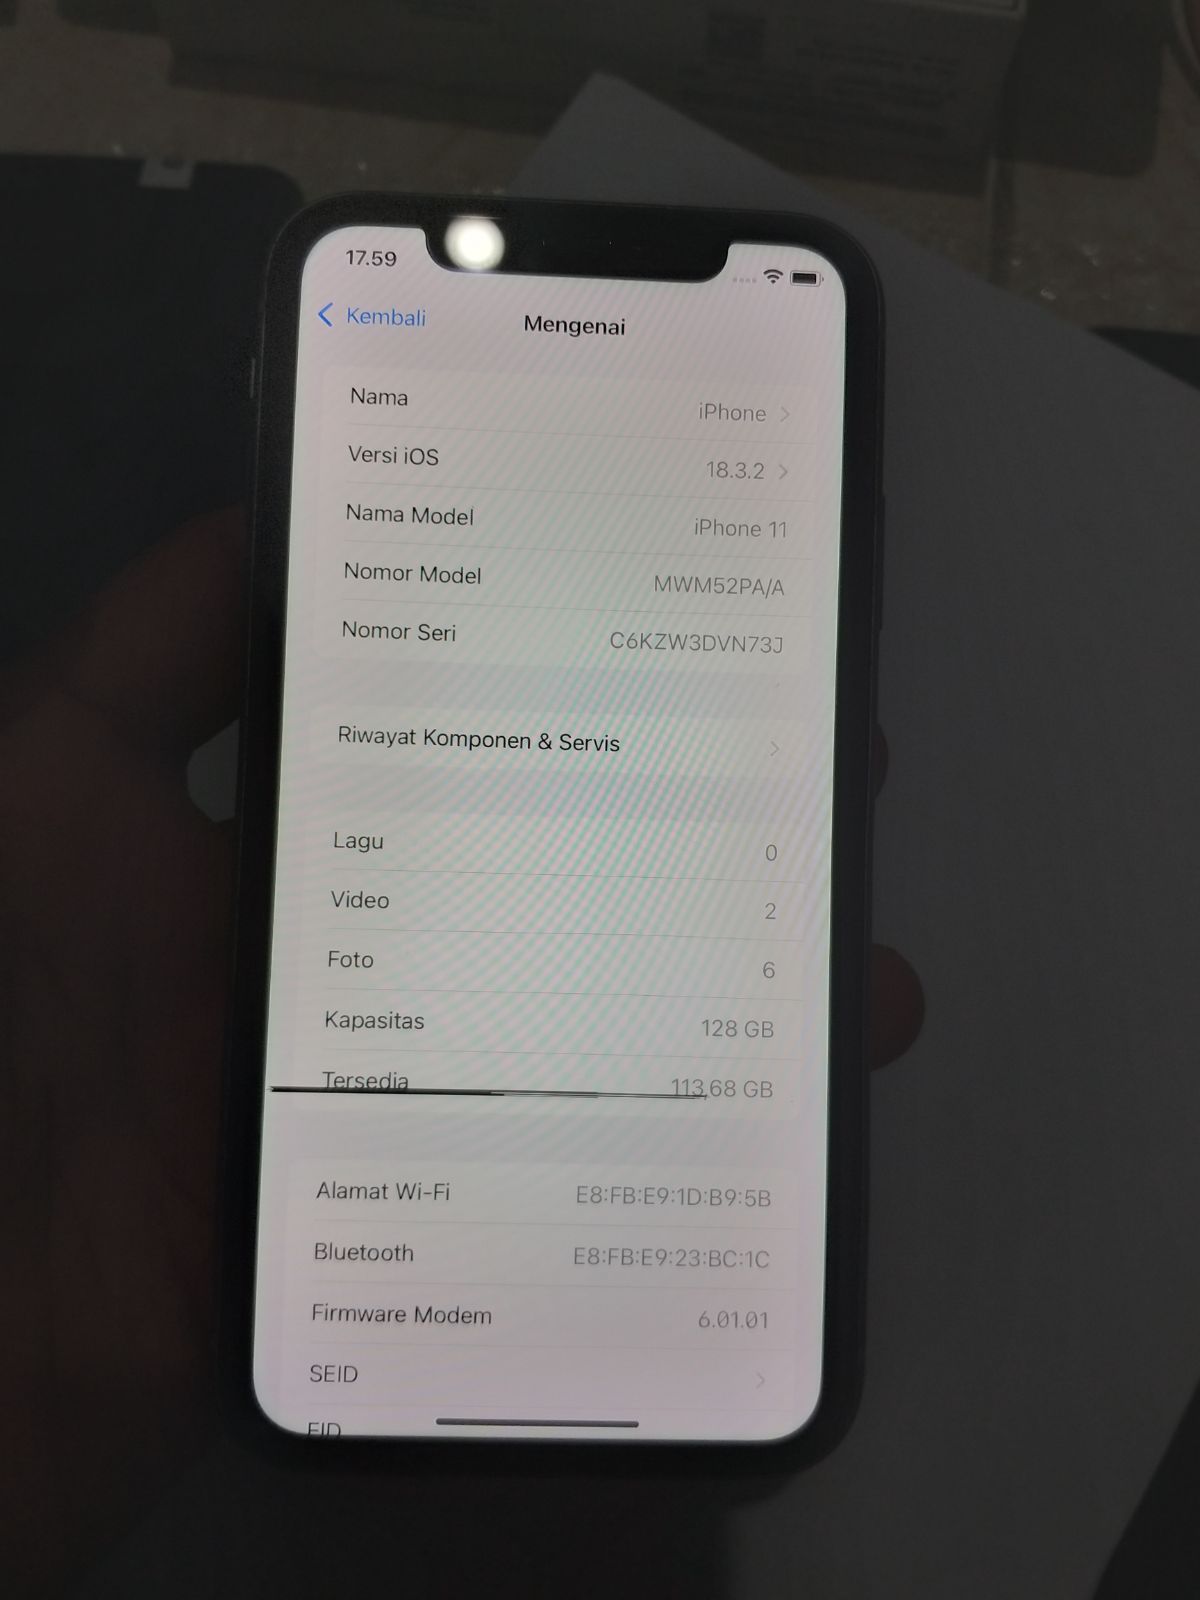 17.59
Kembali
Mengenai
Nama iPhone
Versi iOS 18.3.2
Nama Model iPhone 11
Nomor Model MWM52PA/A
Nomor Seri C6KZW3DVN73J
Riwayat Komponen & Servis
Lagu 0
Video 2
Foto 6
Kapasitas 128 GB
Tersedia 113,68 GB
Alamat Wi-Fi E8:FB:E9:1D:B9:5B
Bluetooth E8:FB:E9:23:BC:1C
Firmware Modem 6.01.01
SEID
EID